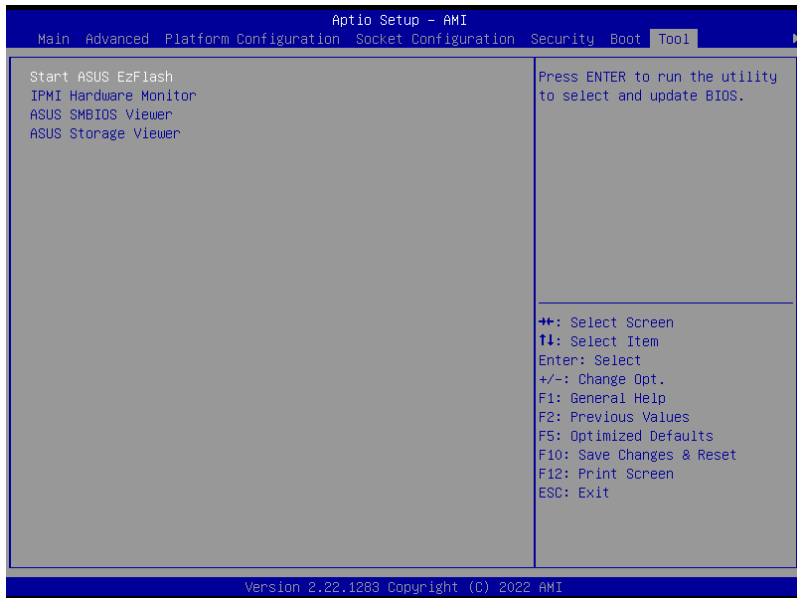 Aptio Setup – AMI
Main Advanced Platform Configuration Socket Configuration Security Boot Tool
Start ASUS EzFlash
IPMI Hardware Monitor
ASUS SMBIOS Viewer
ASUS Storage Viewer
Press ENTER to run the utility
to select and update BIOS.
→←: Select Screen
↑↓: Select Item
Enter: Select
+/-: Change Opt.
F1: General Help
F2: Previous Values
F5: Optimized Defaults
F10: Save Changes & Reset
F12: Print Screen
ESC: Exit
Version 2.22.1283 Copyright (C) 2022 AMI